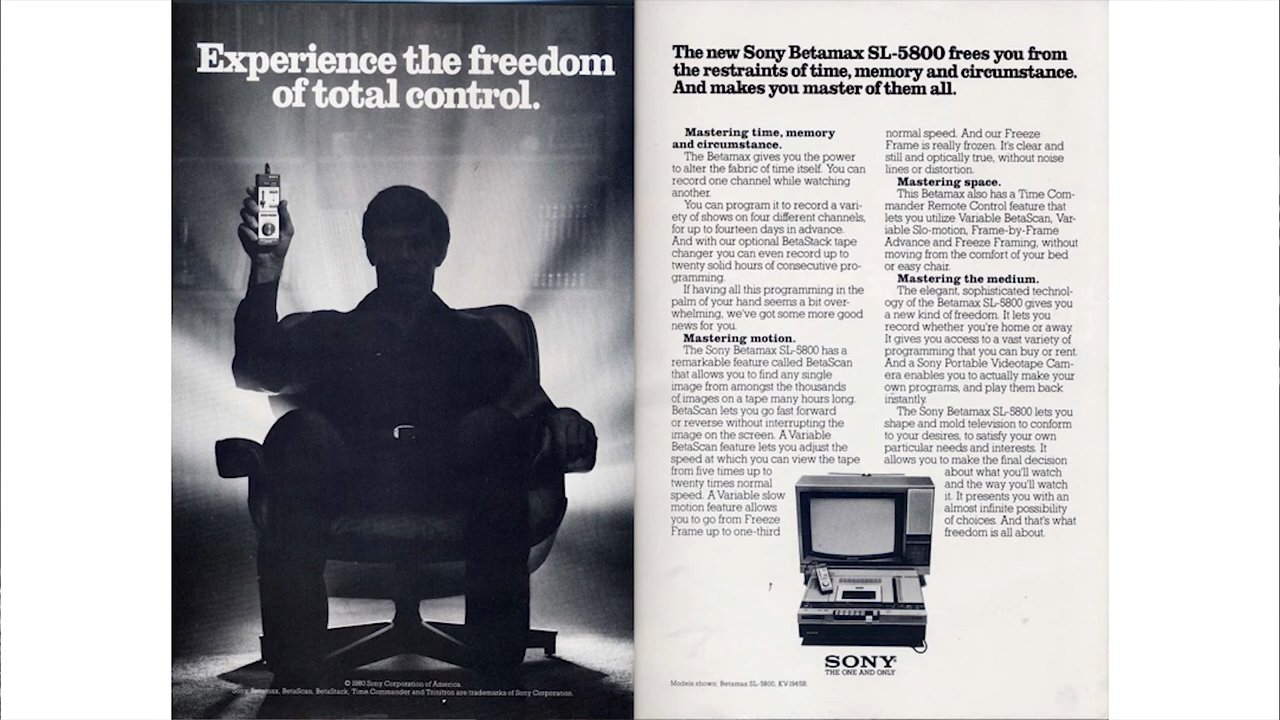 Experience the freedom
of total control.
© 1980 Sony Corporation of America.
Sony, Betamax, BetaScan, BetaStack, Time Commander and Trinitron are trademarks of Sony Corporation.
The new Sony Betamax SL-5800 frees you from
the restraints of time, memory and circumstance.
And makes you master of them all.
Mastering time, memory
and circumstance.
The Betamax gives you the power
to alter the fabric of time itself. You can
record one channel while watching
another.
You can program it to record a vari-
ety of shows on four different channels,
for up to fourteen days in advance.
And with our optional BetaStack tape
changer you can even record up to
twenty solid hours of consecutive pro-
gramming.
If having all this programming in the
palm of your hand seems a bit over-
whelming, we've got some more good
news for you.
Mastering motion.
The Sony Betamax SL-5800 has a
remarkable feature called BetaScan
that allows you to find any single
image from amongst the thousands
of images on a tape many hours long.
BetaScan lets you go fast forward
or reverse without interrupting the
image on the screen. A Variable
BetaScan feature lets you adjust the
speed at which you can view the tape
from five times up to
twenty times normal
speed. A Variable slow
motion feature allows
you to go from Freeze
Frame up to one-third
normal speed. And our Freeze
Frame is really frozen. It's clear and
still and optically true, without noise
lines or distortion.
Mastering space.
This Betamax also has a Time Com-
mander Remote Control feature that
lets you utilize Variable BetaScan, Var-
iable Slo-motion, Frame-by-Frame
Advance and Freeze Framing, without
moving from the comfort of your bed
or easy chair.
Mastering the medium.
The elegant, sophisticated technol-
ogy of the Betamax SL-5800 gives you
a new kind of freedom. It lets you
record whether you're home or away.
It gives you access to a vast variety of
programming that you can buy or rent.
And a Sony Portable Videotape Cam-
era enables you to actually make your
own programs, and play them back
instantly.
The Sony Betamax SL-5800 lets you
shape and mold television to conform
to your desires, to satisfy your own
particular needs and interests. It
allows you to make the final decision
about what you'll watch
and the way you'll watch
it. It presents you with an
almost infinite possibility
of choices. And that's what
freedom is all about.
SONY
THE ONE AND ONLY
Models shown: Betamax SL-5800, KV-1945R.